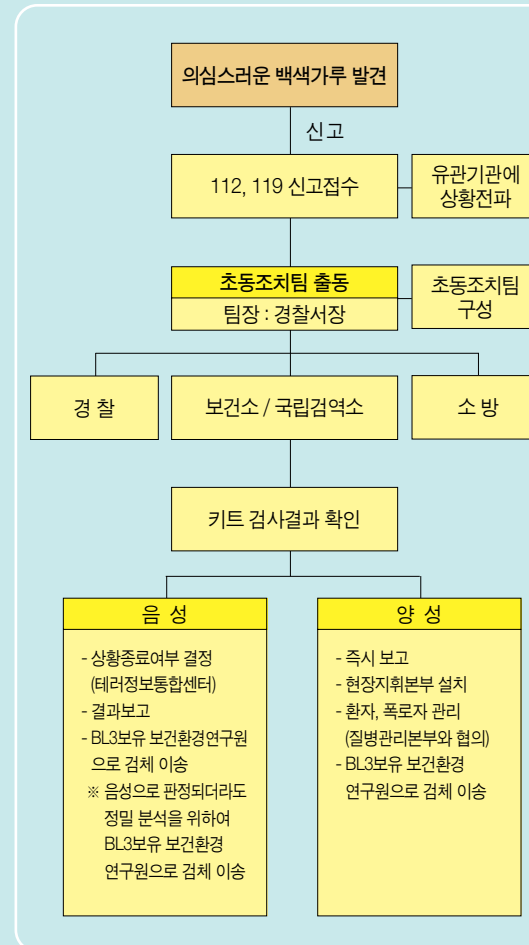 의심스러운 백색가루 발견
신고
112, 119 신고접수
유관기관에
상황전파
초동조치팀 출동
팀장 : 경찰서장
초동조치팀
구성
경 찰
보건소 / 국립검역소
소 방
키트 검사결과 확인
음 성
- 상황종료여부 결정
(테러정보통합센터)
- 결과보고
- BL3보유 보건환경연구원
으로 검체 이송
※ 음성으로 판정되더라도
정밀 분석을 위하여
BL3보유 보건환경
연구원으로 검체 이송
양 성
- 즉시 보고
- 현장지휘본부 설치
- 환자, 폭로자 관리
(질병관리본부와 협의)
- BL3보유 보건환경
연구원으로 검체 이송